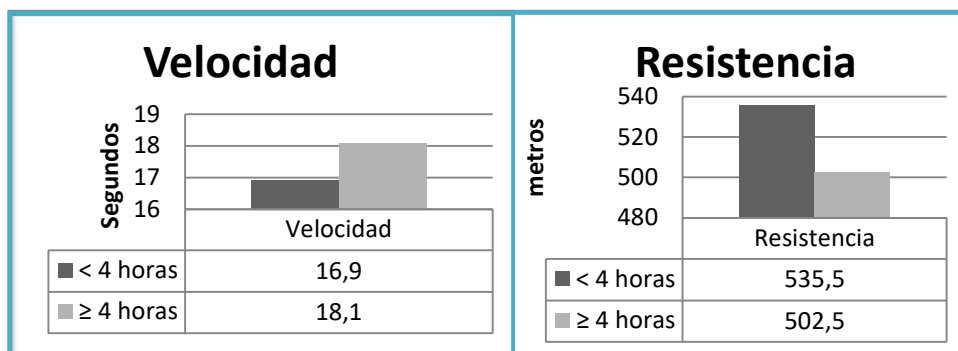 Velocidad
Segundos
19
18
17
16
Velocidad
< 4 horas 16,9
≥ 4 horas 18,1
Resistencia
metros
540
520
500
480
Resistencia
< 4 horas 535,5
≥ 4 horas 502,5